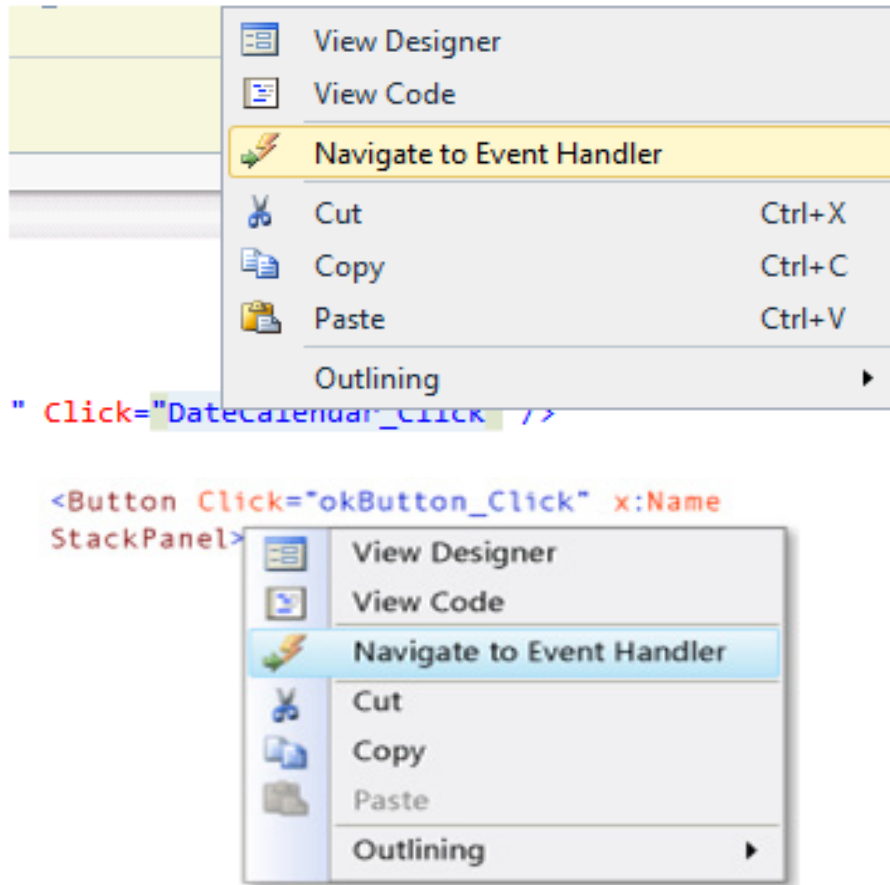 View Designer
View Code
Navigate to Event Handler
Cut Ctrl+X
Copy Ctrl+C
Paste Ctrl+V
Outlining
" Click="DateCalendar_Click" />
<Button Click="okButton_Click" x:Name
StackPanel>
View Designer
View Code
Navigate to Event Handler
Cut
Copy
Paste
Outlining